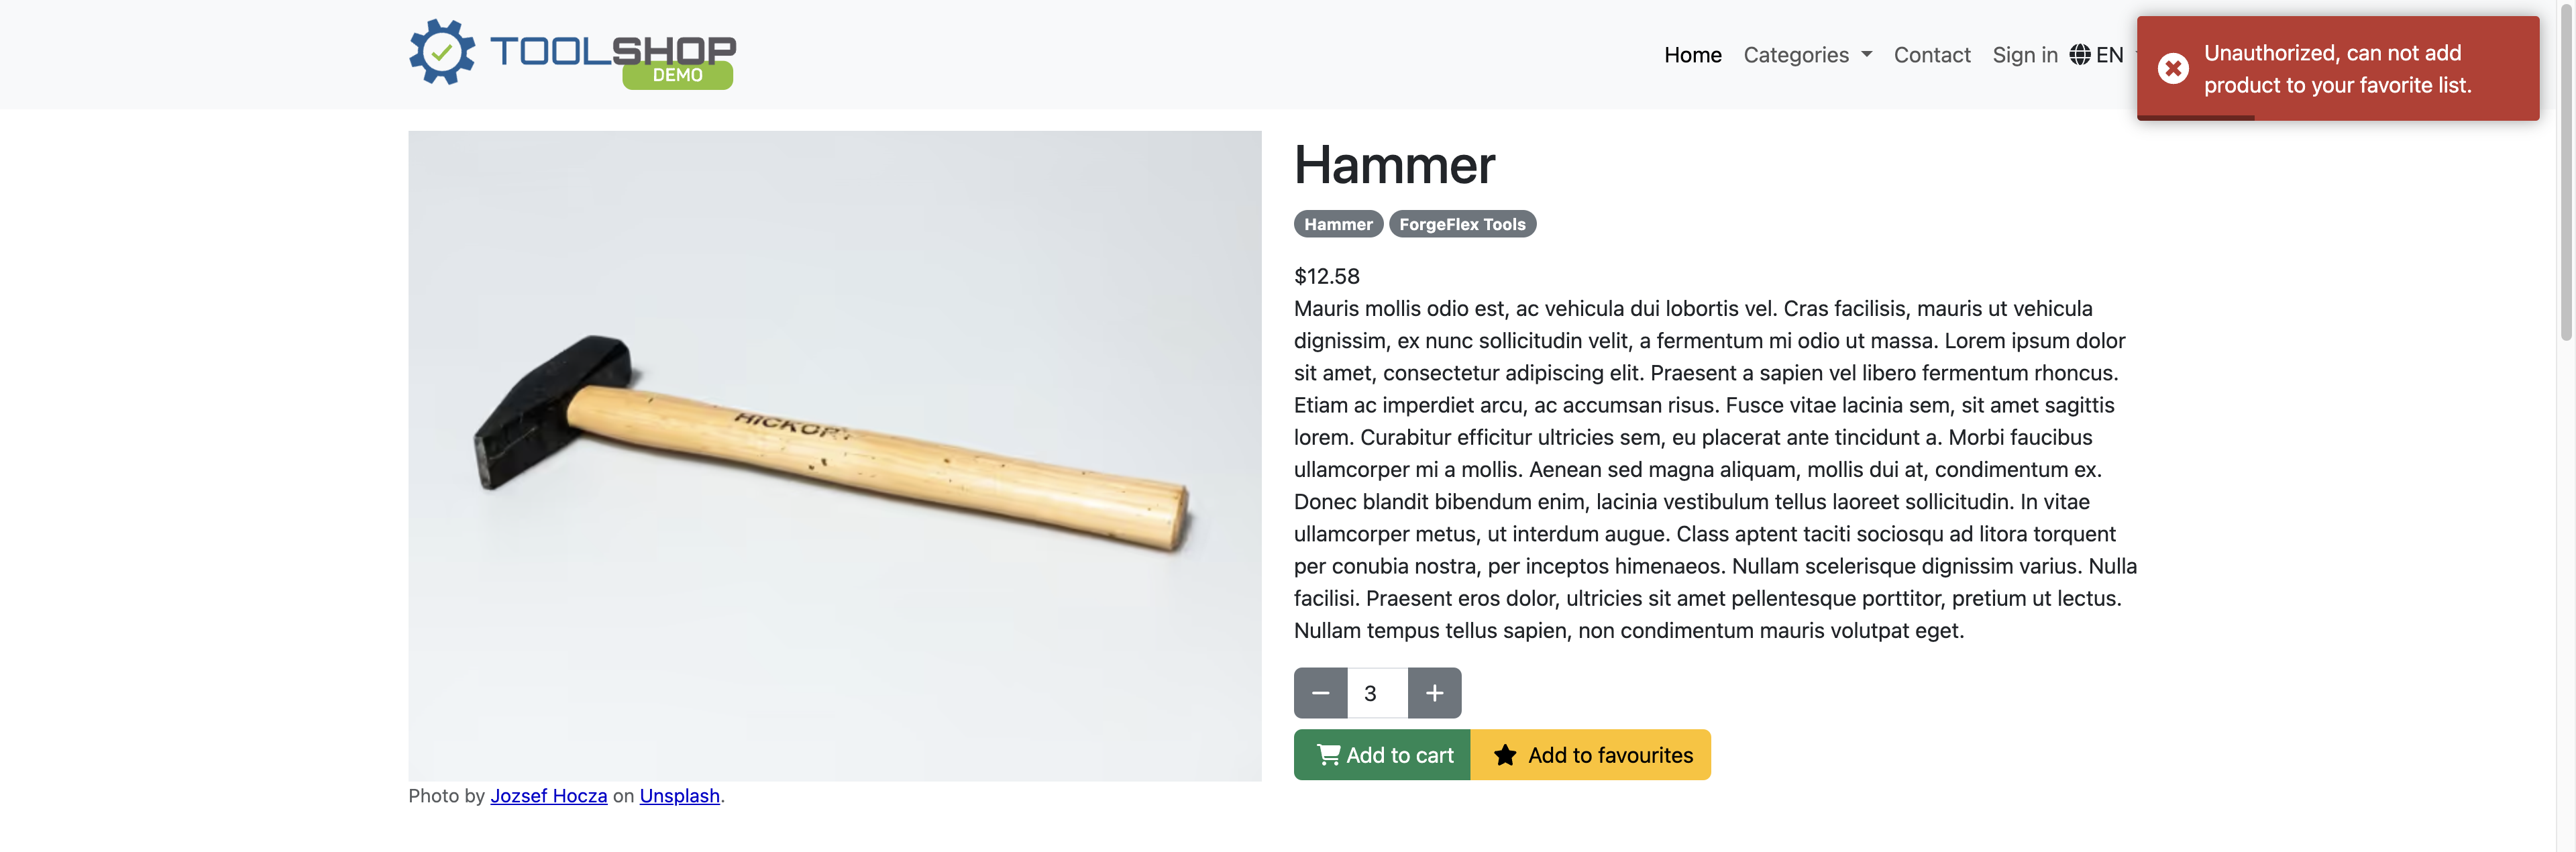 TOOLSHOP
DEMO
Home Categories Contact Sign in EN
Unauthorized, can not add
product to your favorite list.
Hammer
Hammer ForgeFlex Tools
$12.58
Mauris mollis odio est, ac vehicula dui lobortis vel. Cras facilisis, mauris ut vehicula
dignissim, ex nunc sollicitudin velit, a fermentum mi odio ut massa. Lorem ipsum dolor
sit amet, consectetur adipiscing elit. Praesent a sapien vel libero fermentum rhoncus.
Etiam ac imperdiet arcu, ac accumsan risus. Fusce vitae lacinia sem, sit amet sagittis
lorem. Curabitur efficitur ultricies sem, eu placerat ante tincidunt a. Morbi faucibus
ullamcorper mi a mollis. Aenean sed magna aliquam, mollis dui at, condimentum ex.
Donec blandit bibendum enim, lacinia vestibulum tellus laoreet sollicitudin. In vitae
ullamcorper metus, ut interdum augue. Class aptent taciti sociosqu ad litora torquent
per conubia nostra, per inceptos himenaeos. Nullam scelerisque dignissim varius. Nulla
facilisi. Praesent eros dolor, ultricies sit amet pellentesque porttitor, pretium ut lectus.
Nullam tempus tellus sapien, non condimentum mauris volutpat eget.
3
Add to cart Add to favourites
HICKORY
Photo by Jozsef Hocza on Unsplash.